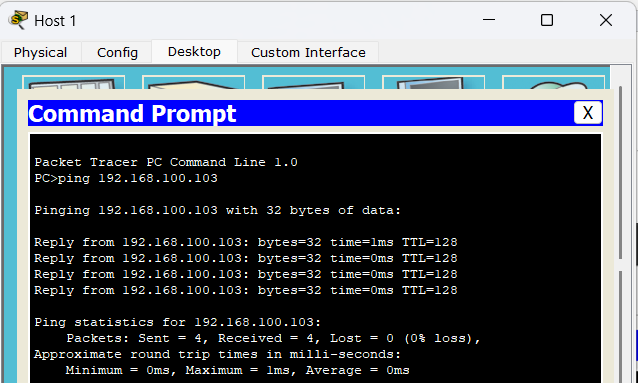 Host 1
Physical Config Desktop Custom Interface
Command Prompt X
Packet Tracer PC Command Line 1.0
PC>ping 192.168.100.103
Pinging 192.168.100.103 with 32 bytes of data:
Reply from 192.168.100.103: bytes=32 time=1ms TTL=128
Reply from 192.168.100.103: bytes=32 time=0ms TTL=128
Reply from 192.168.100.103: bytes=32 time=0ms TTL=128
Reply from 192.168.100.103: bytes=32 time=0ms TTL=128
Ping statistics for 192.168.100.103:
Packets: Sent = 4, Received = 4, Lost = 0 (0% loss),
Approximate round trip times in milli-seconds:
Minimum = 0ms, Maximum = 1ms, Average = 0ms